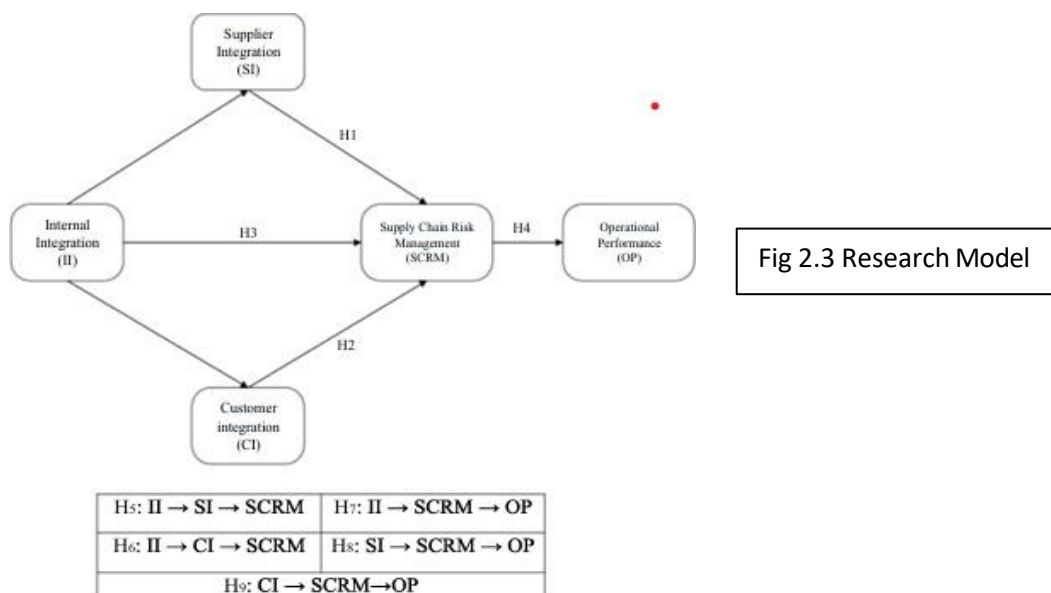 Supplier
Integration
(SI)
H1
Internal
Integration
(II)
H3
Supply Chain Risk
Management
(SCRM)
H4
Operational
Performance
(OP)
Fig 2.3 Research Model
H2
Customer
integration
(CI)
H5: II → SI → SCRM
H7: II → SCRM → OP
H6: II → CI → SCRM
H8: SI → SCRM → OP
H9: CI → SCRM→OP